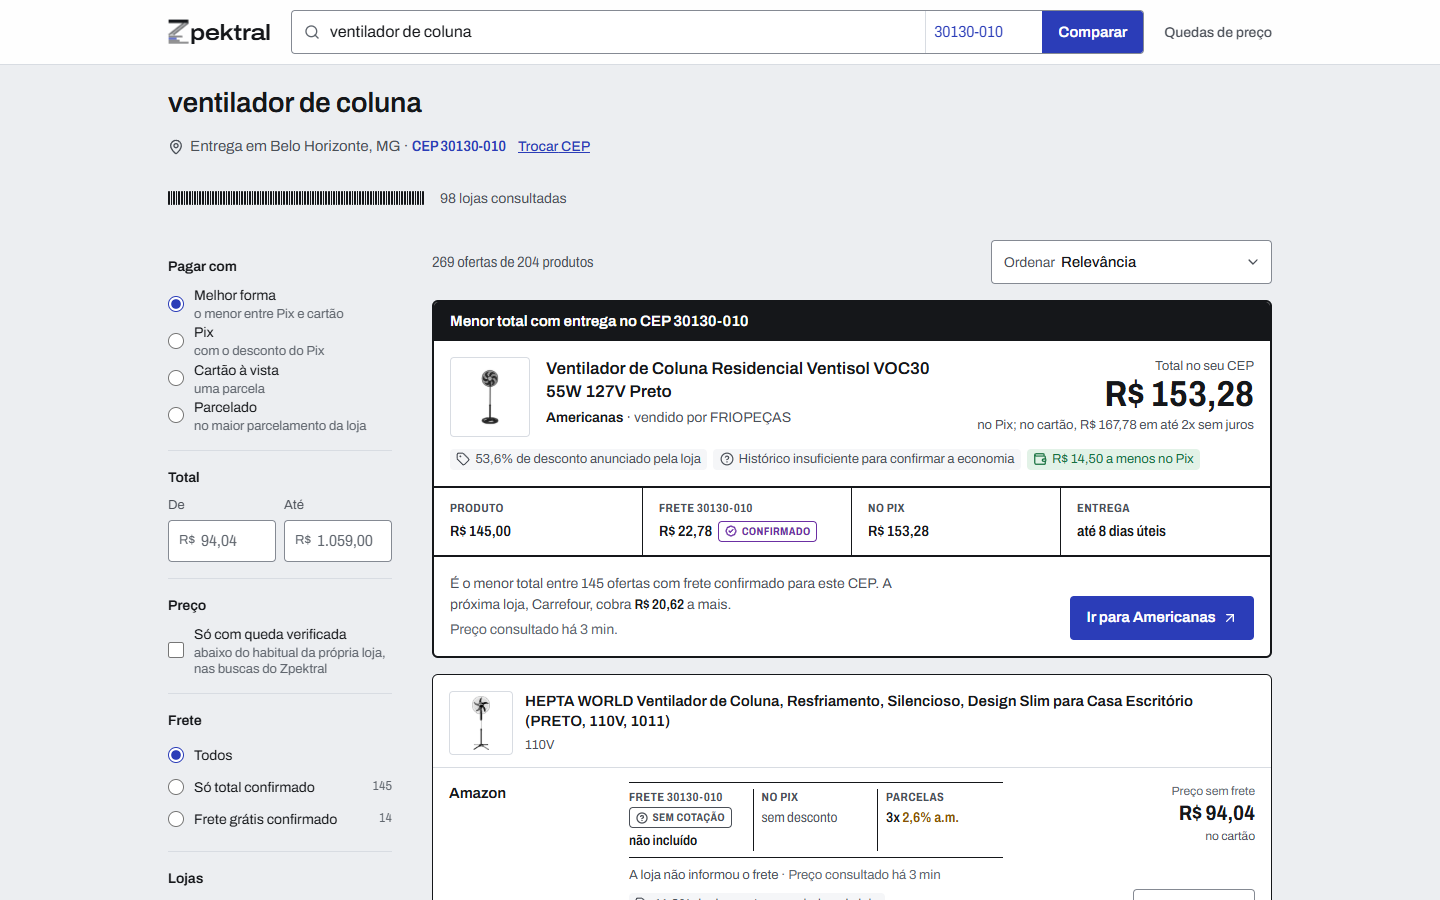 Zpektral
ventilador de coluna
30130-010
Comparar
Quedas de preço
ventilador de coluna
Entrega em Belo Horizonte, MG · CEP 30130-010 Trocar CEP
98 lojas consultadas
Pagar com
Melhor forma
o menor entre Pix e cartão
Pix
com o desconto do Pix
Cartão à vista
uma parcela
Parcelado
no maior parcelamento da loja
Total
De
Até
R$ 94,04
R$ 1.059,00
Preço
Só com queda verificada
abaixo do habitual da própria loja,
nas buscas do Zpektral
Frete
Todos
Só total confirmado 145
Frete grátis confirmado 14
Lojas
269 ofertas de 204 produtos
Ordenar Relevância
Menor total com entrega no CEP 30130-010
Ventilador de Coluna Residencial Ventisol VOC30
55W 127V Preto
Americanas · vendido por FRIOPEÇAS
Total no seu CEP
R$ 153,28
no Pix; no cartão, R$ 167,78 em até 2x sem juros
53,6% de desconto anunciado pela loja
Histórico insuficiente para confirmar a economia
R$ 14,50 a menos no Pix
PRODUTO
R$ 145,00
FRETE 30130-010
R$ 22,78 CONFIRMADO
NO PIX
R$ 153,28
ENTREGA
até 8 dias úteis
É o menor total entre 145 ofertas com frete confirmado para este CEP. A
próxima loja, Carrefour, cobra R$ 20,62 a mais.
Preço consultado há 3 min.
Ir para Americanas
HEPTA WORLD Ventilador de Coluna, Resfriamento, Silencioso, Design Slim para Casa Escritório
(PRETO, 110V, 1011)
110V
Amazon
FRETE 30130-010
SEM COTAÇÃO
não incluído
NO PIX
sem desconto
PARCELAS
3x 2,6% a.m.
Preço sem frete
R$ 94,04
no cartão
A loja não informou o frete · Preço consultado há 3 min